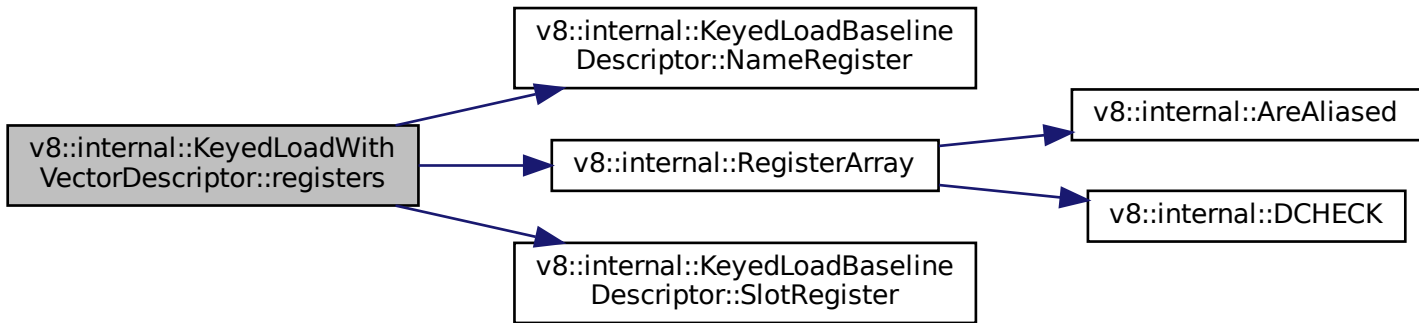 v8::internal::KeyedLoadWith
VectorDescriptor::registers
v8::internal::KeyedLoadBaseline
Descriptor::NameRegister
v8::internal::RegisterArray
v8::internal::KeyedLoadBaseline
Descriptor::SlotRegister
v8::internal::AreAliased
v8::internal::DCHECK